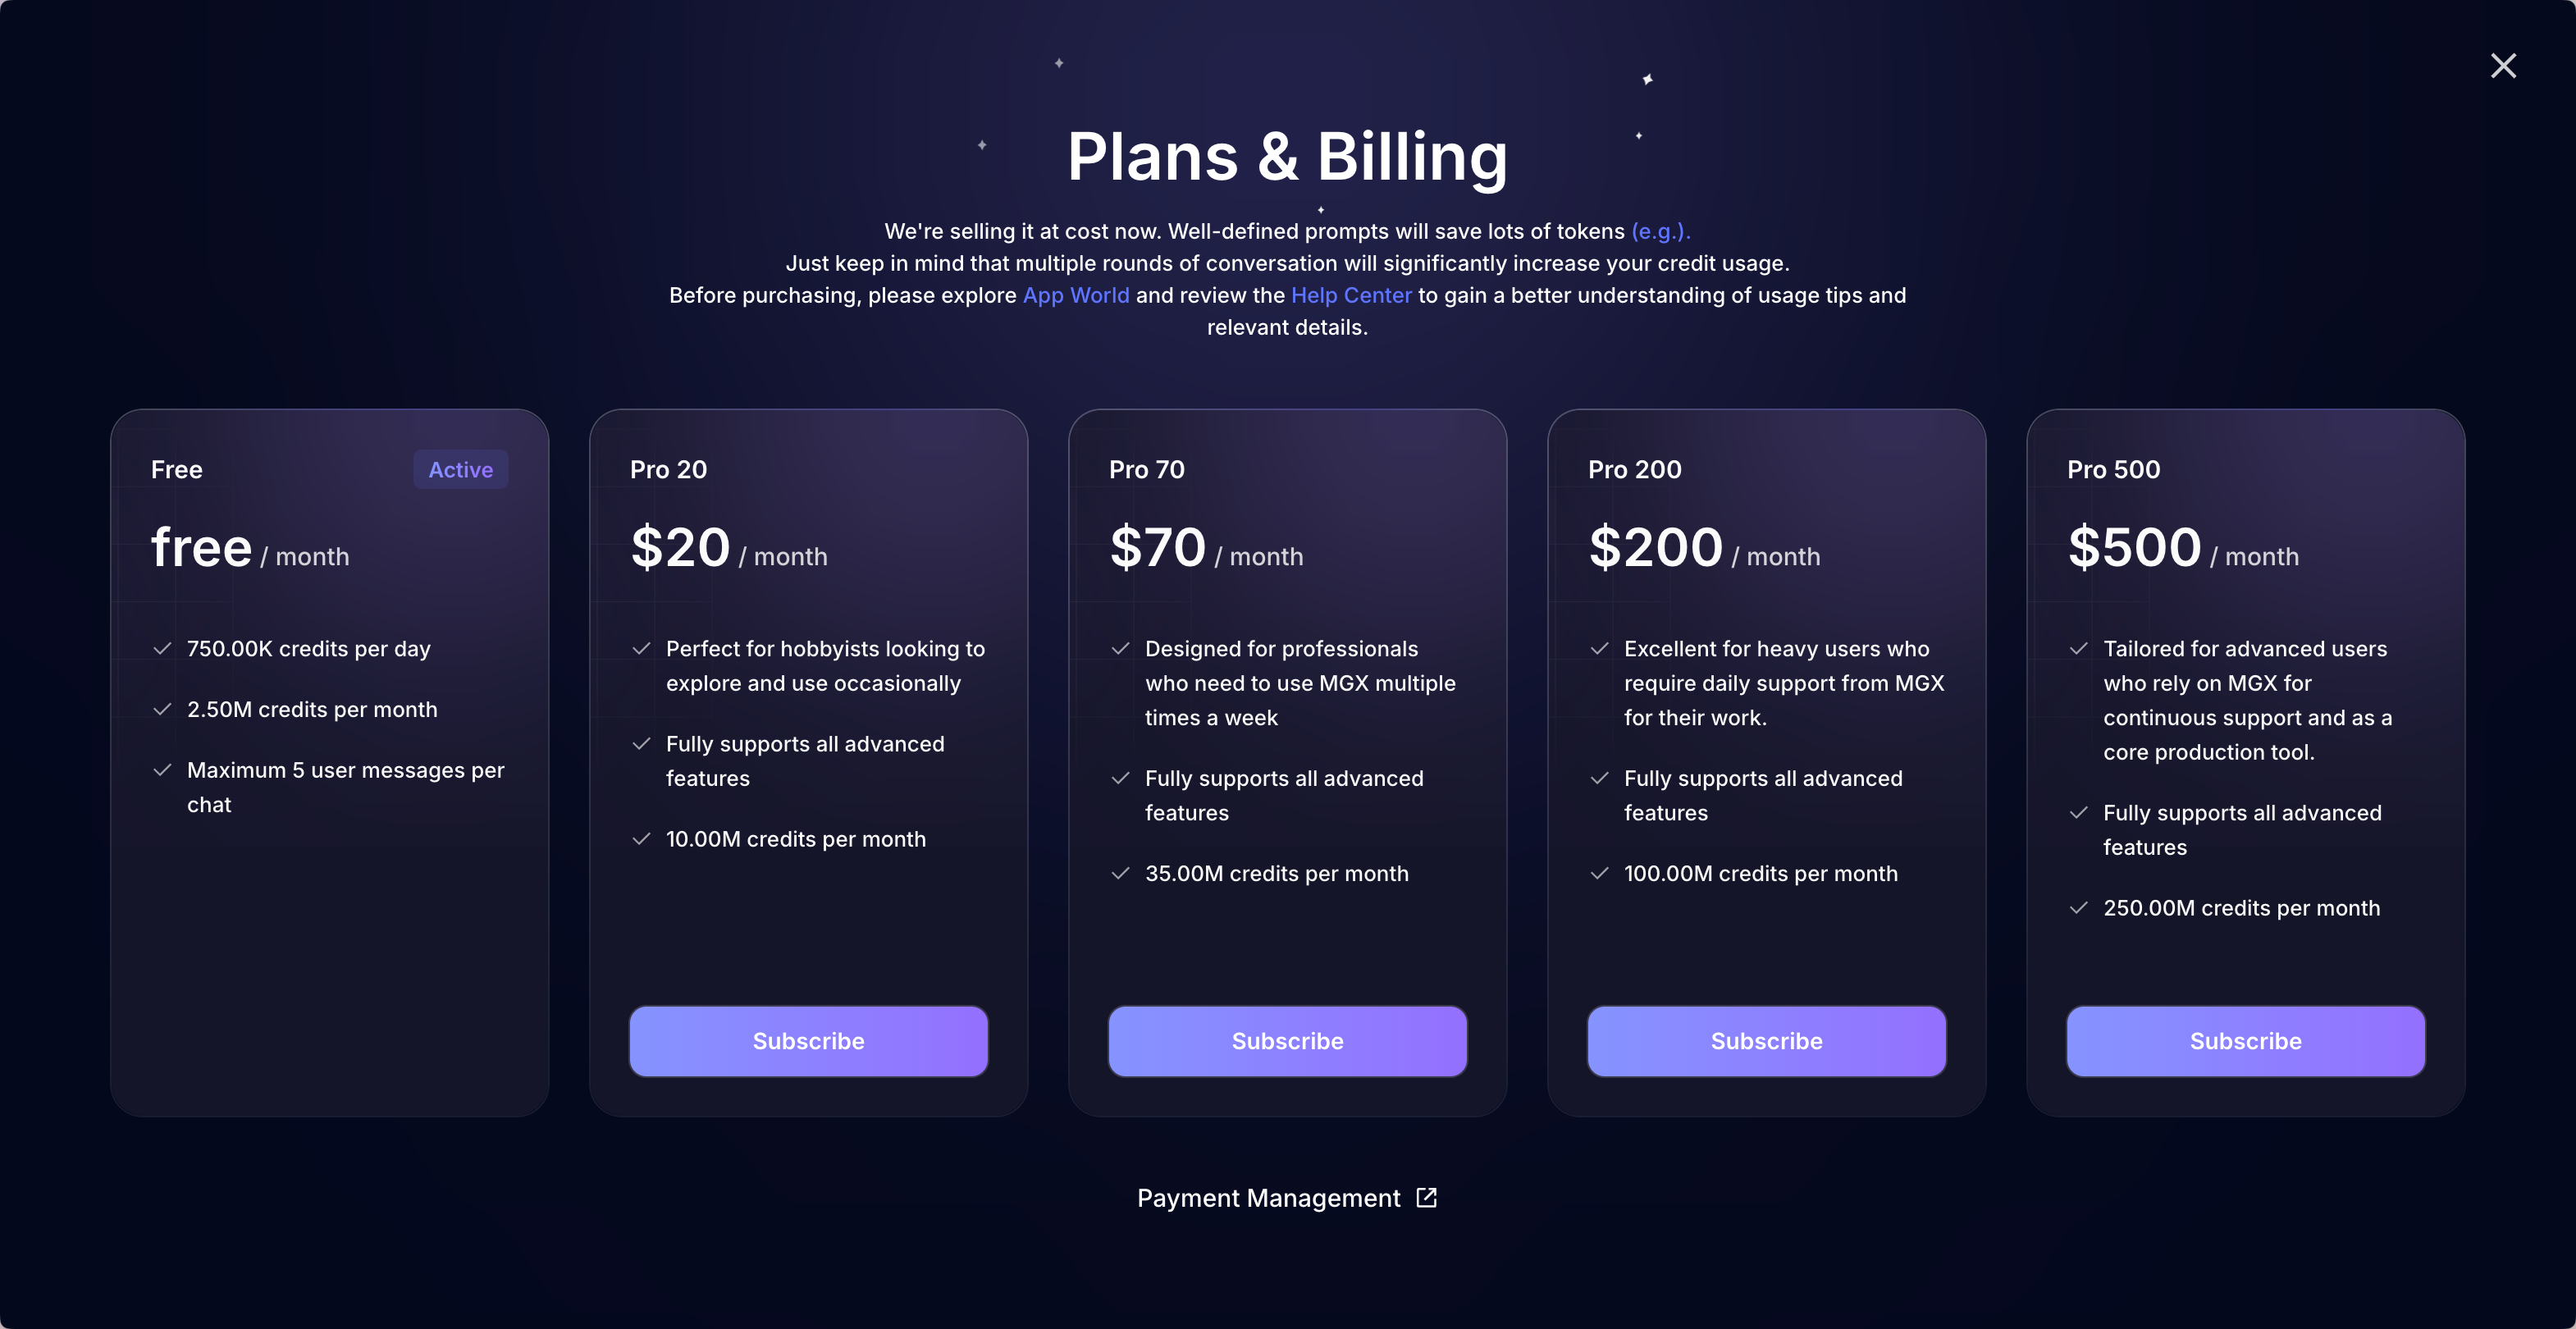 Plans & Billing
We're selling it at cost now. Well-defined prompts will save lots of tokens (e.g.).
Just keep in mind that multiple rounds of conversation will significantly increase your credit usage.
Before purchasing, please explore App World and review the Help Center to gain a better understanding of usage tips and
relevant details.
Free
Active
free / month
750.00K credits per day
2.50M credits per month
Maximum 5 user messages per
chat
Pro 20
$20 / month
Perfect for hobbyists looking to
explore and use occasionally
Fully supports all advanced
features
10.00M credits per month
Subscribe
Pro 70
$70 / month
Designed for professionals
who need to use MGX multiple
times a week
Fully supports all advanced
features
35.00M credits per month
Subscribe
Pro 200
$200 / month
Excellent for heavy users who
require daily support from MGX
for their work.
Fully supports all advanced
features
100.00M credits per month
Subscribe
Pro 500
$500 / month
Tailored for advanced users
who rely on MGX for
continuous support and as a
core production tool.
Fully supports all advanced
features
250.00M credits per month
Subscribe
Payment Management